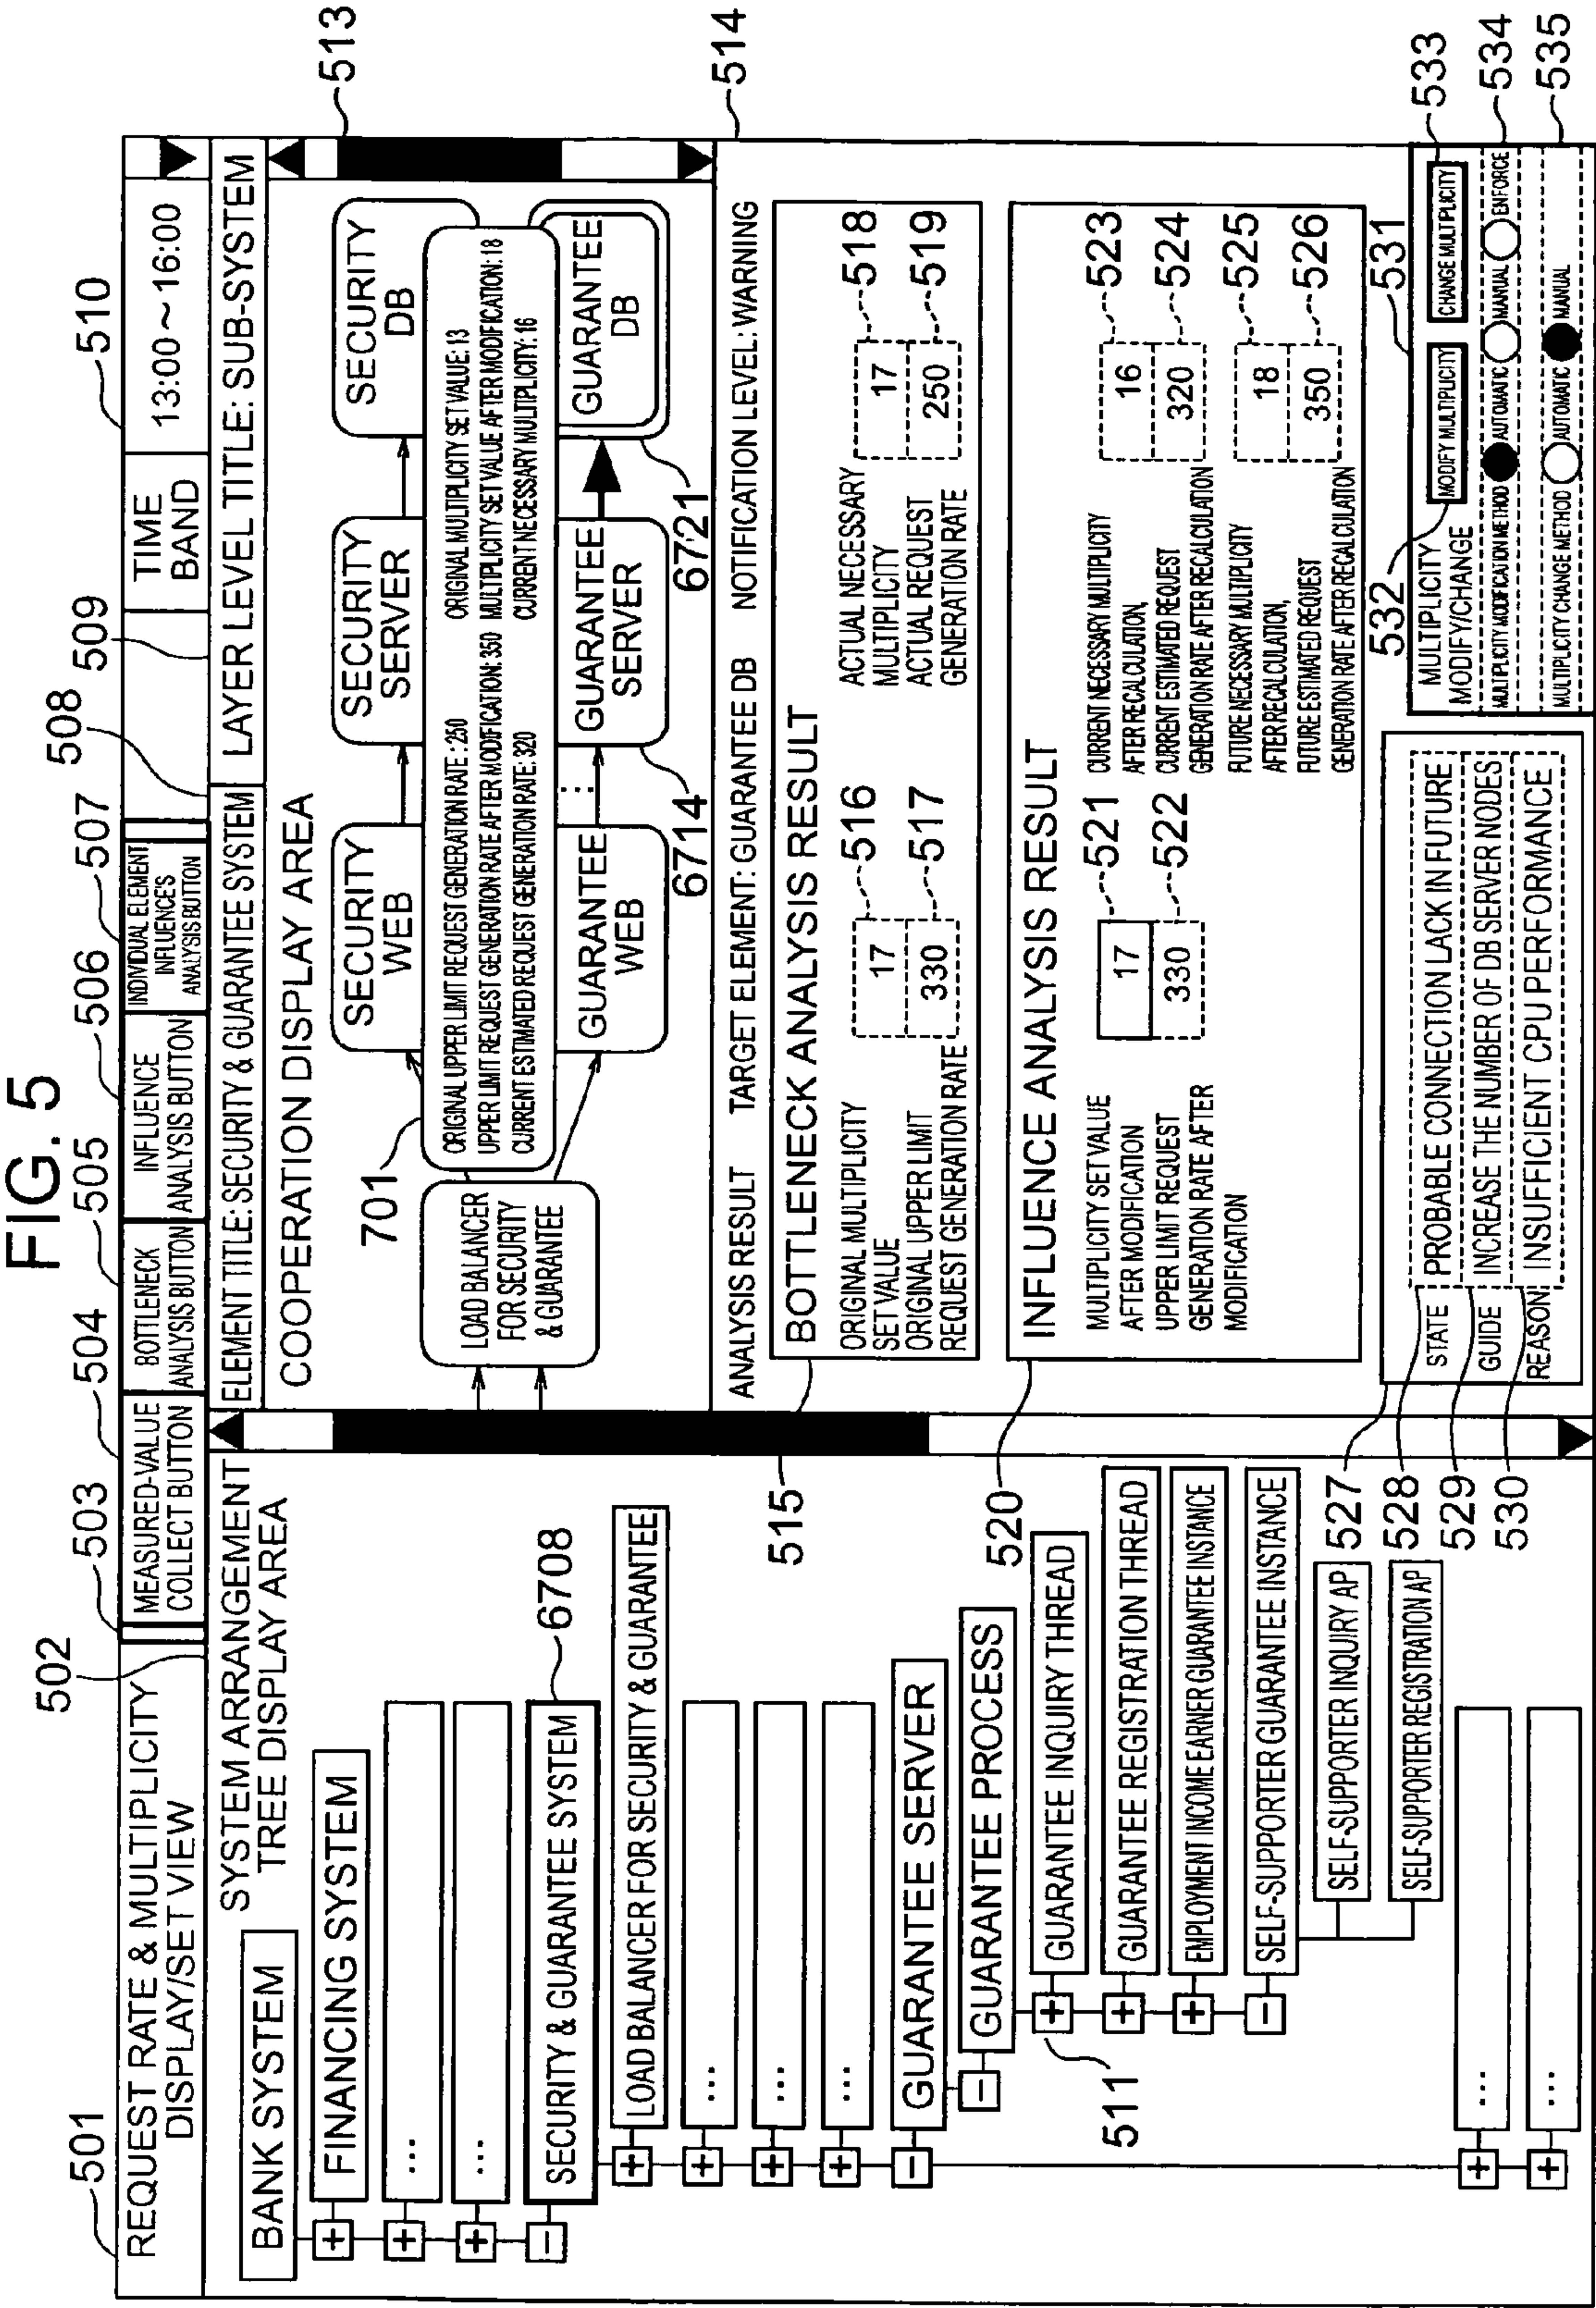 FIG. 5
501
502
503
504
505
506
507
508
509
510
REQUEST RATE & MULTIPLICITY
DISPLAY/SET VIEW
MEASURED-VALUE
COLLECT BUTTON
BOTTLENECK
ANALYSIS BUTTON
INFLUENCE
ANALYSIS BUTTON
INDIVIDUAL ELEMENT
INFLUENCE'S
ANALYSIS BUTTON
TIME
BAND
13:00 ~ 16:00
SYSTEM ARRANGEMENT
TREE DISPLAY AREA
BANK SYSTEM
+
FINANCING SYSTEM
+
...
+
...
−
SECURITY & GUARANTEE SYSTEM
6708
+
LOAD BALANCER FOR SECURITY & GUARANTEE
+
...
+
...
+
...
−
GUARANTEE SERVER
−
GUARANTEE PROCESS
+
GUARANTEE INQUIRY THREAD
511
+
GUARANTEE REGISTRATION THREAD
+
EMPLOYMENT INCOME EARNER GUARANTEE INSTANCE
−
SELF-SUPPORTER GUARANTEE INSTANCE
SELF-SUPPORTER INQUIRY AP
SELF-SUPPORTER REGISTRATION AP
+
...
+
...
ELEMENT TITLE: SECURITY & GUARANTEE SYSTEM
LAYER LEVEL TITLE: SUB-SYSTEM
COOPERATION DISPLAY AREA
513
701
LOAD BALANCER
FOR SECURITY
& GUARANTEE
SECURITY
WEB
SECURITY
SERVER
SECURITY
DB
ORIGINAL UPPER LIMIT REQUEST GENERATION RATE : 250
ORIGINAL MULTIPLICITY SET VALUE: 13
UPPER LIMIT REQUEST GENERATION RATE AFTER MODIFICATION: 350
MULTIPLICITY SET VALUE AFTER MODIFICATION: 18
CURRENT ESTIMATED REQUEST GENERATION RATE: 320
CURRENT NECESSARY MULTIPLICITY: 16
...
GUARANTEE
WEB
GUARANTEE
SERVER
GUARANTEE
DB
6714
6721
514
ANALYSIS RESULT
TARGET ELEMENT: GUARANTEE DB
NOTIFICATION LEVEL: WARNING
515
BOTTLENECK ANALYSIS RESULT
ORIGINAL MULTIPLICITY
SET VALUE
17
516
ORIGINAL UPPER LIMIT
REQUEST GENERATION RATE
330
517
ACTUAL NECESSARY
MULTIPLICITY
17
518
ACTUAL REQUEST
GENERATION RATE
250
519
520
INFLUENCE ANALYSIS RESULT
MULTIPLICITY SET VALUE
AFTER MODIFICATION
17
521
UPPER LIMIT REQUEST
GENERATION RATE AFTER
MODIFICATION
330
522
CURRENT NECESSARY MULTIPLICITY
AFTER RECALCULATION,
16
523
CURRENT ESTIMATED REQUEST
GENERATION RATE AFTER RECALCULATION
320
524
FUTURE NECESSARY MULTIPLICITY
AFTER RECALCULATION,
18
525
FUTURE ESTIMATED REQUEST
GENERATION RATE AFTER RECALCULATION
350
526
527
528
529
530
STATE
PROBABLE CONNECTION LACK IN FUTURE
GUIDE
INCREASE THE NUMBER OF DB SERVER NODES
REASON
INSUFFICIENT CPU PERFORMANCE
531
532
533
534
535
MULTIPLICITY
MODIFY/CHANGE
MODIFY MULTIPLICITY
CHANGE MULTIPLICITY
MULTIPLICITY MODIFICATION METHOD AUTOMATIC MANUAL ENFORCE
MULTIPLICITY CHANGE METHOD AUTOMATIC MANUAL